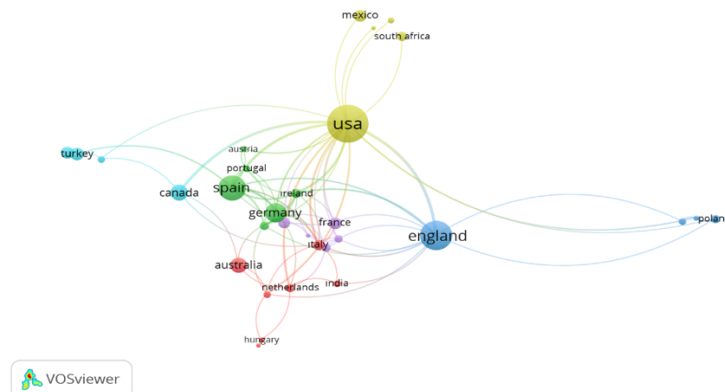 mexico
south africa
usa
austria
turkey
portugal
canada
spain
ireland
germany
france
polan
england
italy
australia
netherlands
india
hungary
VOSviewer